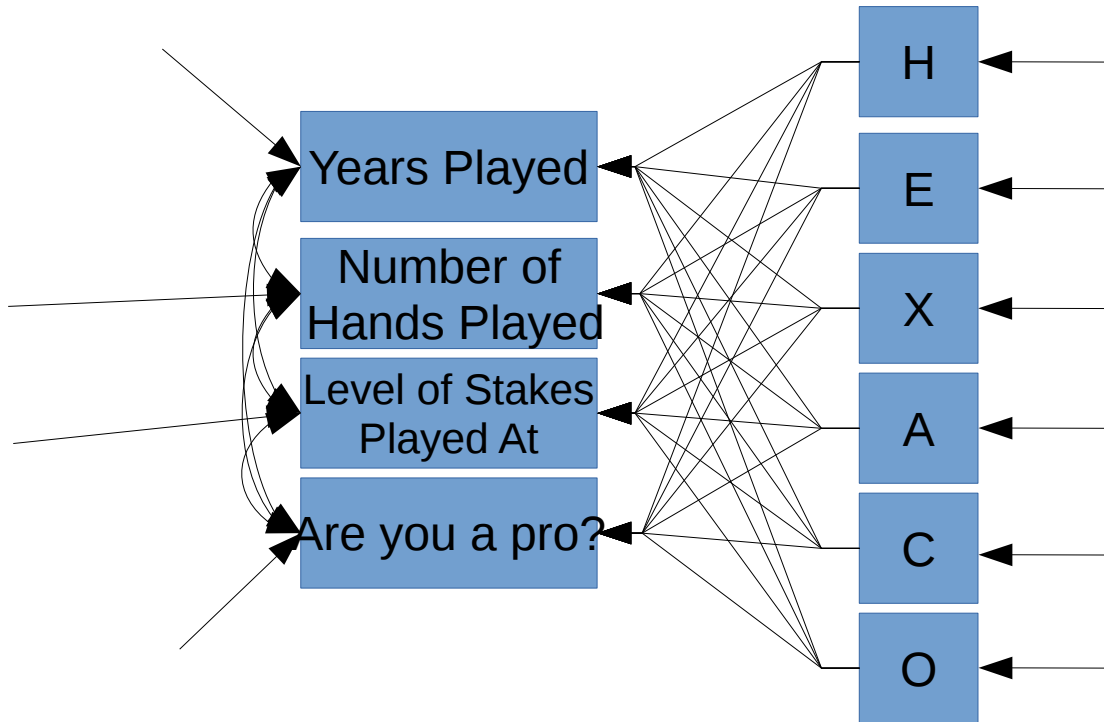 Years Played
Number of
Hands Played
Level of Stakes
Played At
Are you a pro?
H
E
X
A
C
O